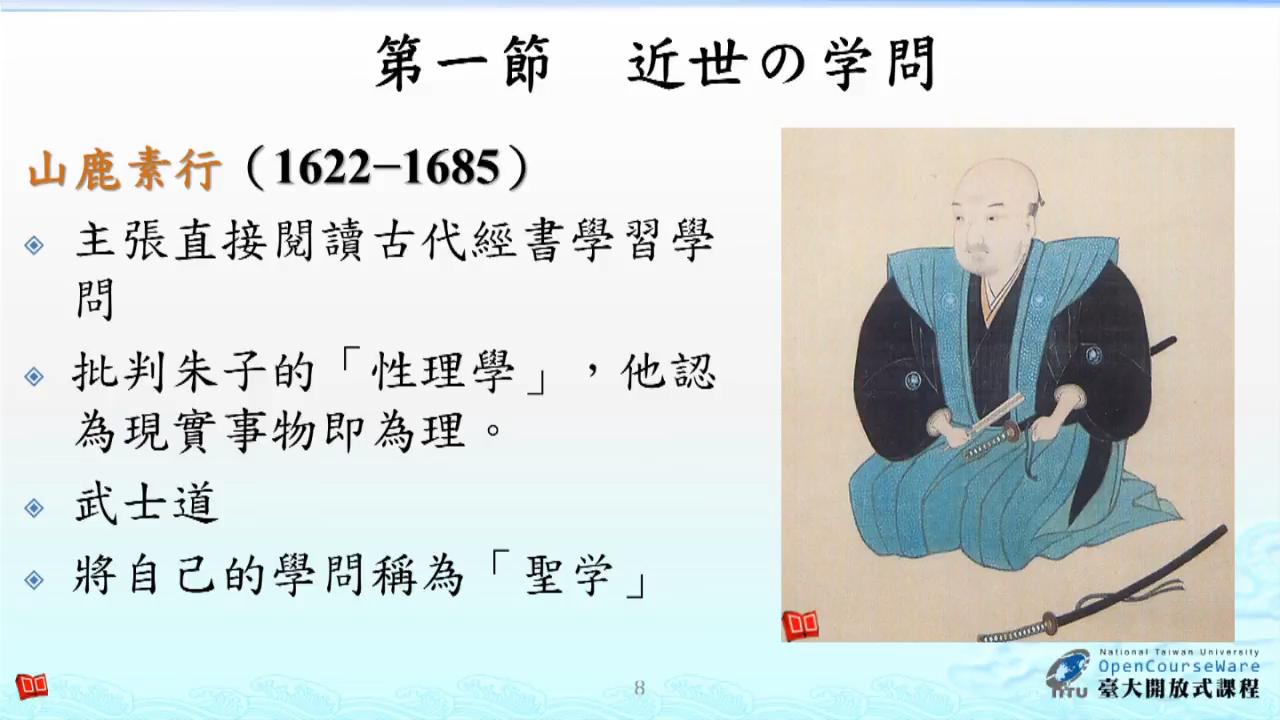 第一節　近世の学問
山鹿素行（1622−1685）
主張直接閱讀古代經書學習學
問
批判朱子的「性理學」，他認
為現實事物即為理。
武士道
將自己的學問稱為「聖学」
8
National Taiwan University
OpenCourseWare
NTU 臺大開放式課程